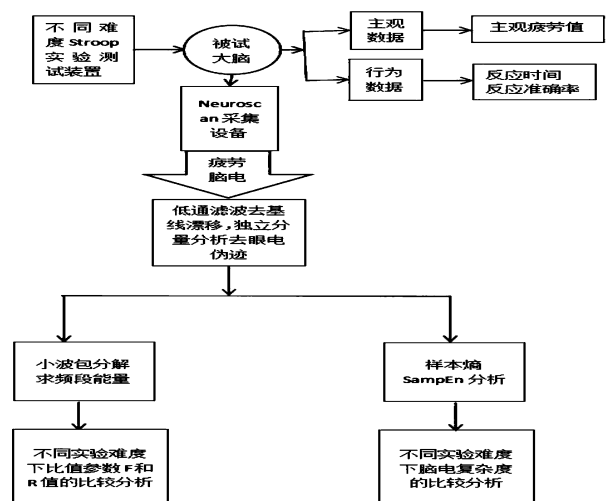 不同难
度Stroop
实验测
试装置
被试
大脑
主观
数据
主观疲劳值
行为
数据
反应时间
反应准确率
Neurosc
an采集
设备
疲劳
脑电
低通滤波去基
线漂移,独立分
量分析去眼电
伪迹
小波包分解
求频段能量
样本熵
SampEn分析
不同实验难度
下比值参数F和
R值的比较分析
不同实验难度
下脑电复杂度
的比较分析